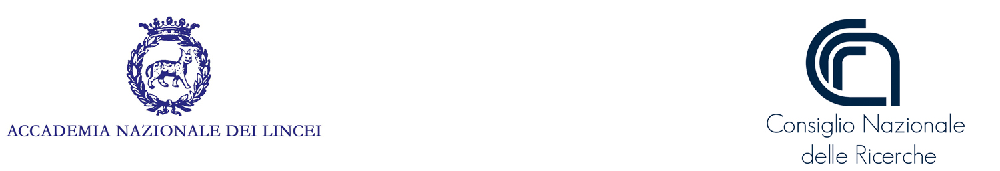 ACCADEMIA NAZIONALE DEI LINCEI
Consiglio Nazionale
delle Ricerche